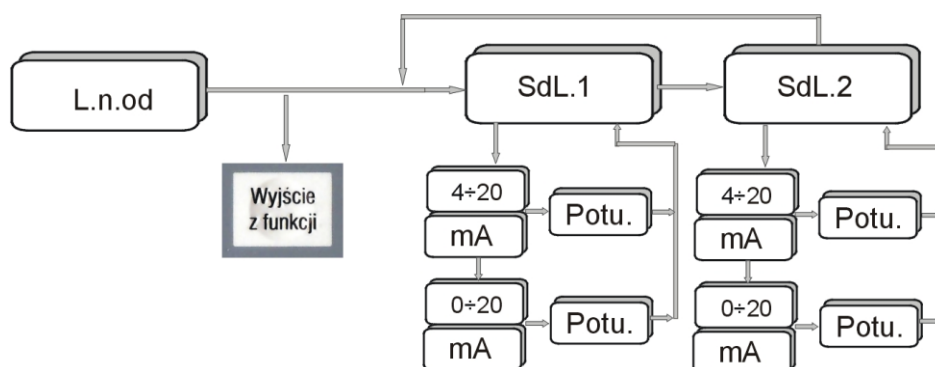 L.n.od
SdL.1
SdL.2
Wyjście
z funkcji
4÷20
mA
Potu.
0÷20
mA
Potu.
4÷20
mA
Potu.
0÷20
mA
Potu.